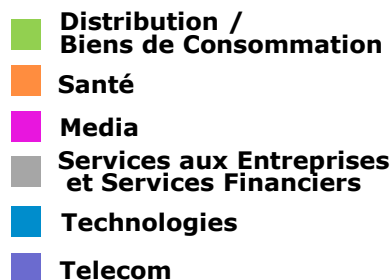 Distribution /
Biens de Consommation
Santé
Media
Services aux Entreprises
et Services Financiers
Technologies
Telecom